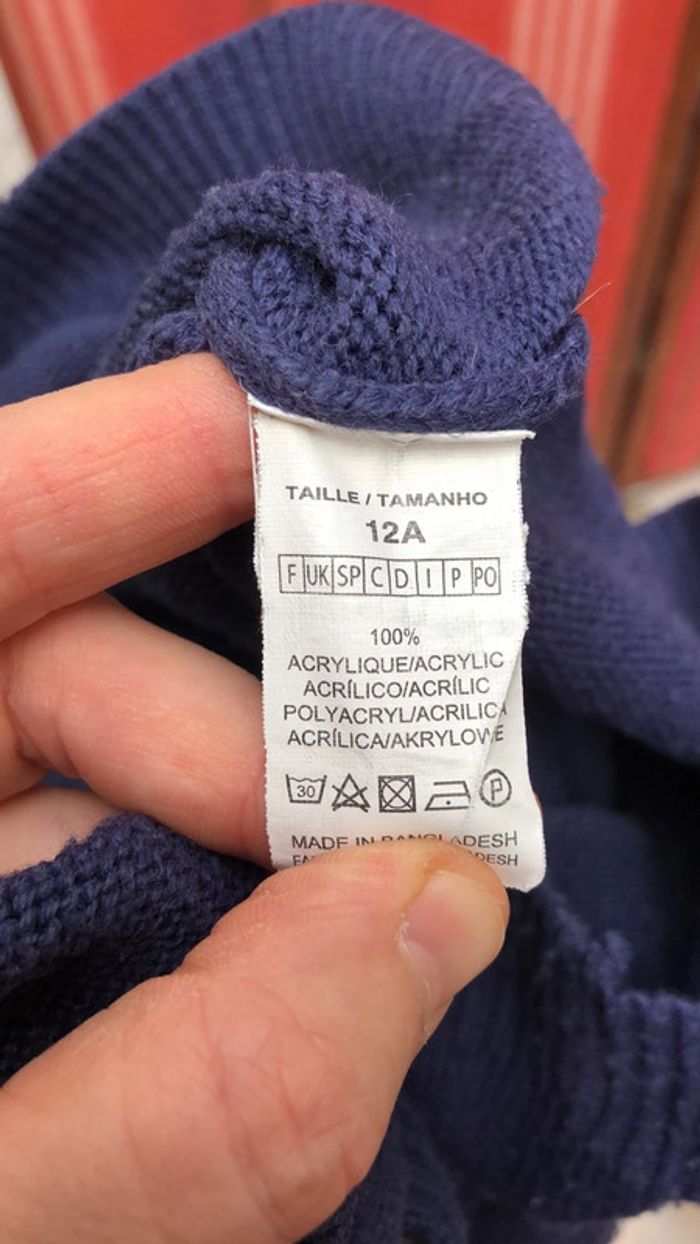 TAILLE / TAMANHO
12A
F UK SP C D I P PO
100%
ACRYLIQUE/ACRYLIC
ACRÍLICO/ACRÍLIC
POLYACRYL/ACRILICA
ACRÍLICA/AKRYLOWE
30 P
MADE IN BANGLADESH